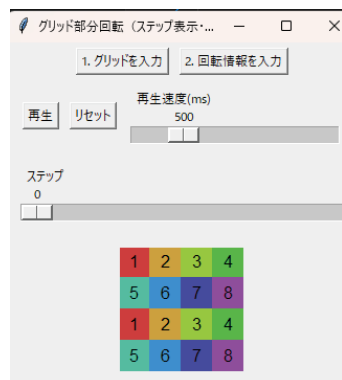 グリッド部分回転（ステップ表示・...
1. グリッドを入力 2. 回転情報を入力
再生速度(ms)
再生 リセット 500
ステップ
0
1 2 3 4
5 6 7 8
1 2 3 4
5 6 7 8